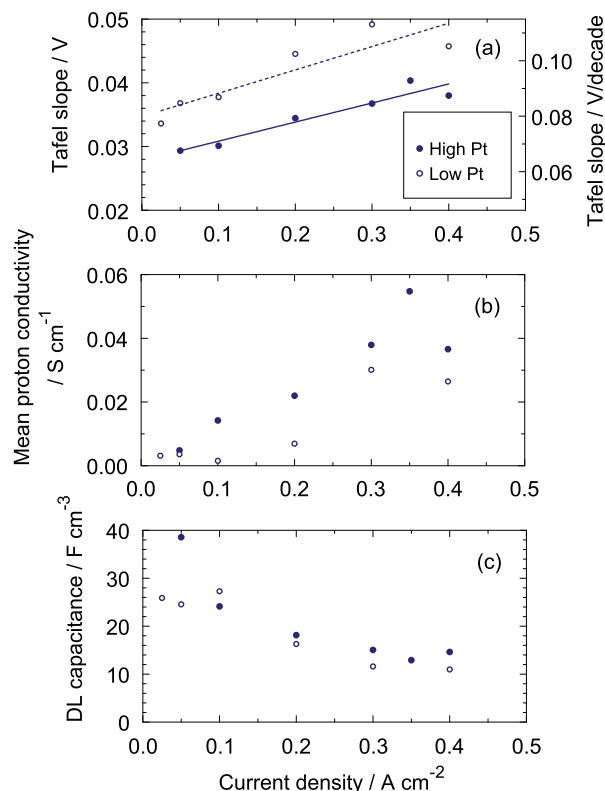 0.05
0.04
0.03
0.02
Tafel slope / V
(a)
0.10
0.08
0.06
Tafel slope / V/decade
High Pt
Low Pt
0.0 0.1 0.2 0.3 0.4 0.5
0.06
0.04
0.02
0.00
Mean proton conductivity
/ S cm⁻¹
(b)
0.0 0.1 0.2 0.3 0.4 0.5
40
30
20
10
0
DL capacitance / F cm⁻³
(c)
0.0 0.1 0.2 0.3 0.4 0.5
Current density / A cm⁻²